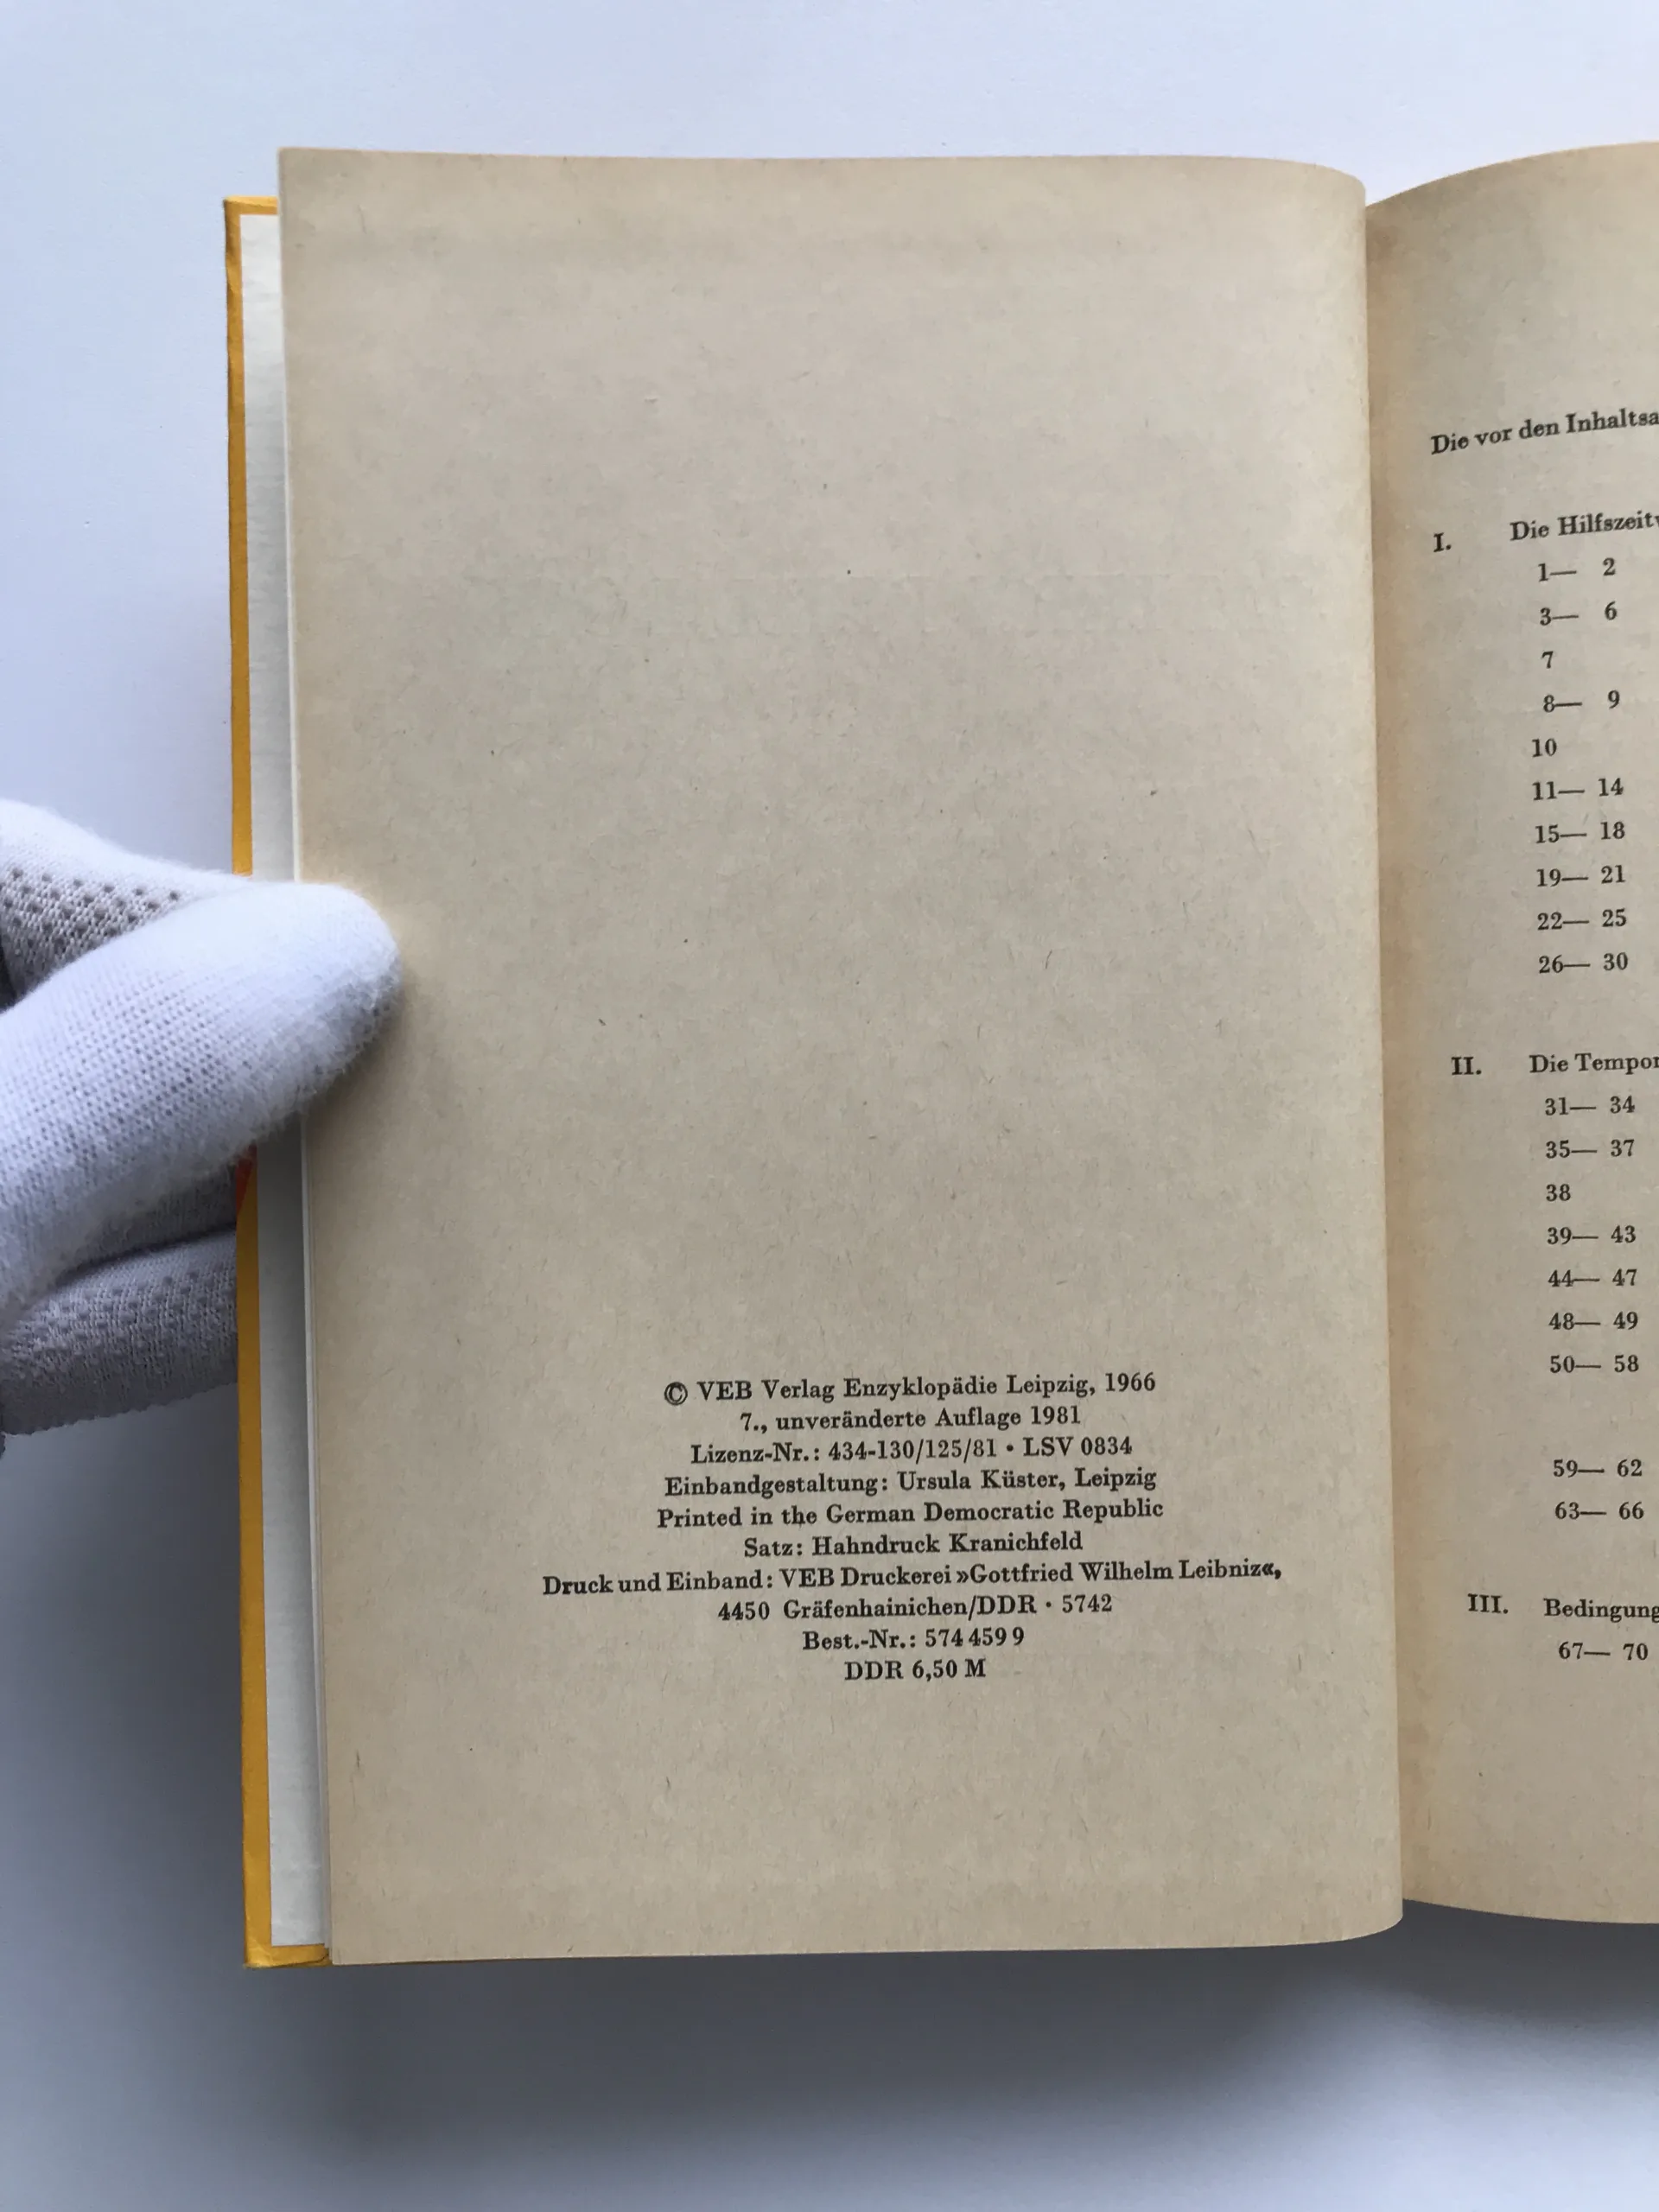 © VEB Verlag Enzyklopädie Leipzig, 1966
7., unveränderte Auflage 1981
Lizenz-Nr.: 434-130/125/81 • LSV 0834
Einbandgestaltung: Ursula Küster, Leipzig
Printed in the German Democratic Republic
Satz: Hahndruck Kranichfeld
Druck und Einband: VEB Druckerei »Gottfried Wilhelm Leibniz«,
4450 Gräfenhainichen/DDR · 5742
Best.-Nr.: 574 459 9
DDR 6,50 M
Die vor den Inhaltsa
I. Die Hilfszeitv
1— 2
3— 6
7
8— 9
10
11— 14
15— 18
19— 21
22— 25
26— 30
II. Die Tempor
31— 34
35— 37
38
39— 43
44— 47
48— 49
50— 58
59— 62
63— 66
III. Bedingung
67— 70